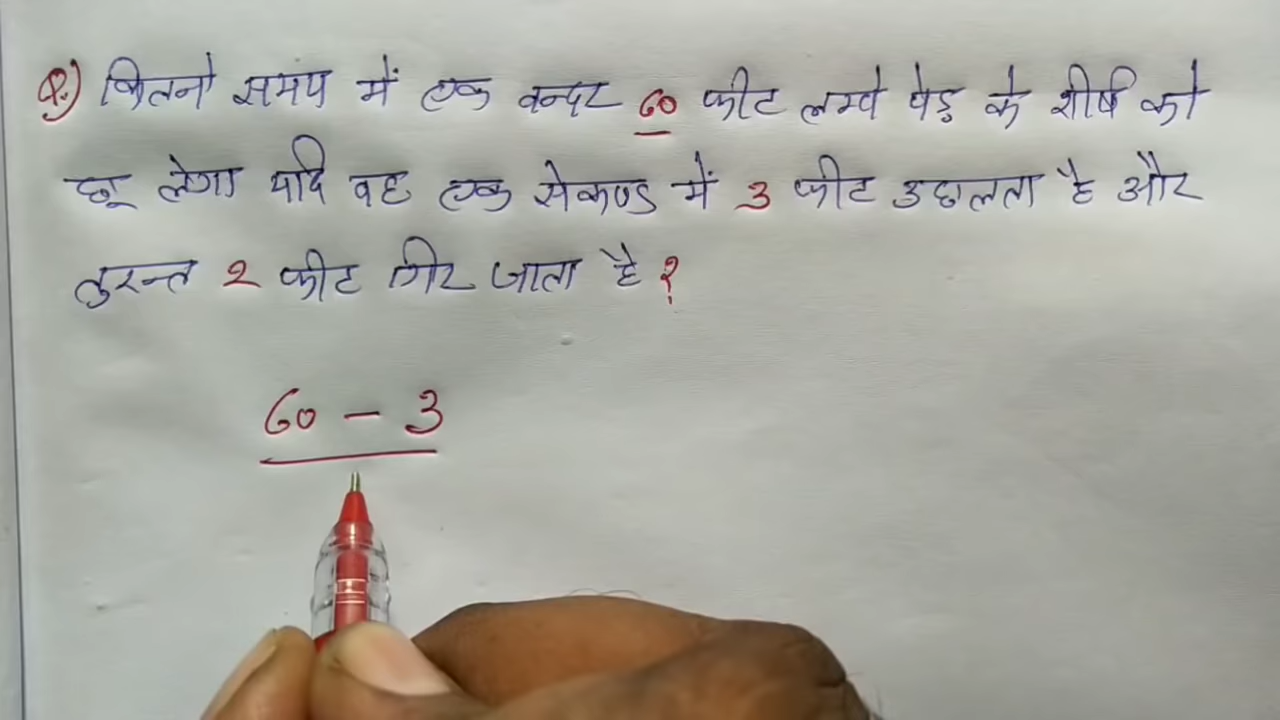 Q.) कितने समय में एक बन्दर 60 फीट लम्बे पेड़ के शीर्ष को
छू लेगा यदि वह एक सेकण्ड में 3 फीट उछलता है और
तुरन्त 2 फीट गिर जाता है ?
60 - 3